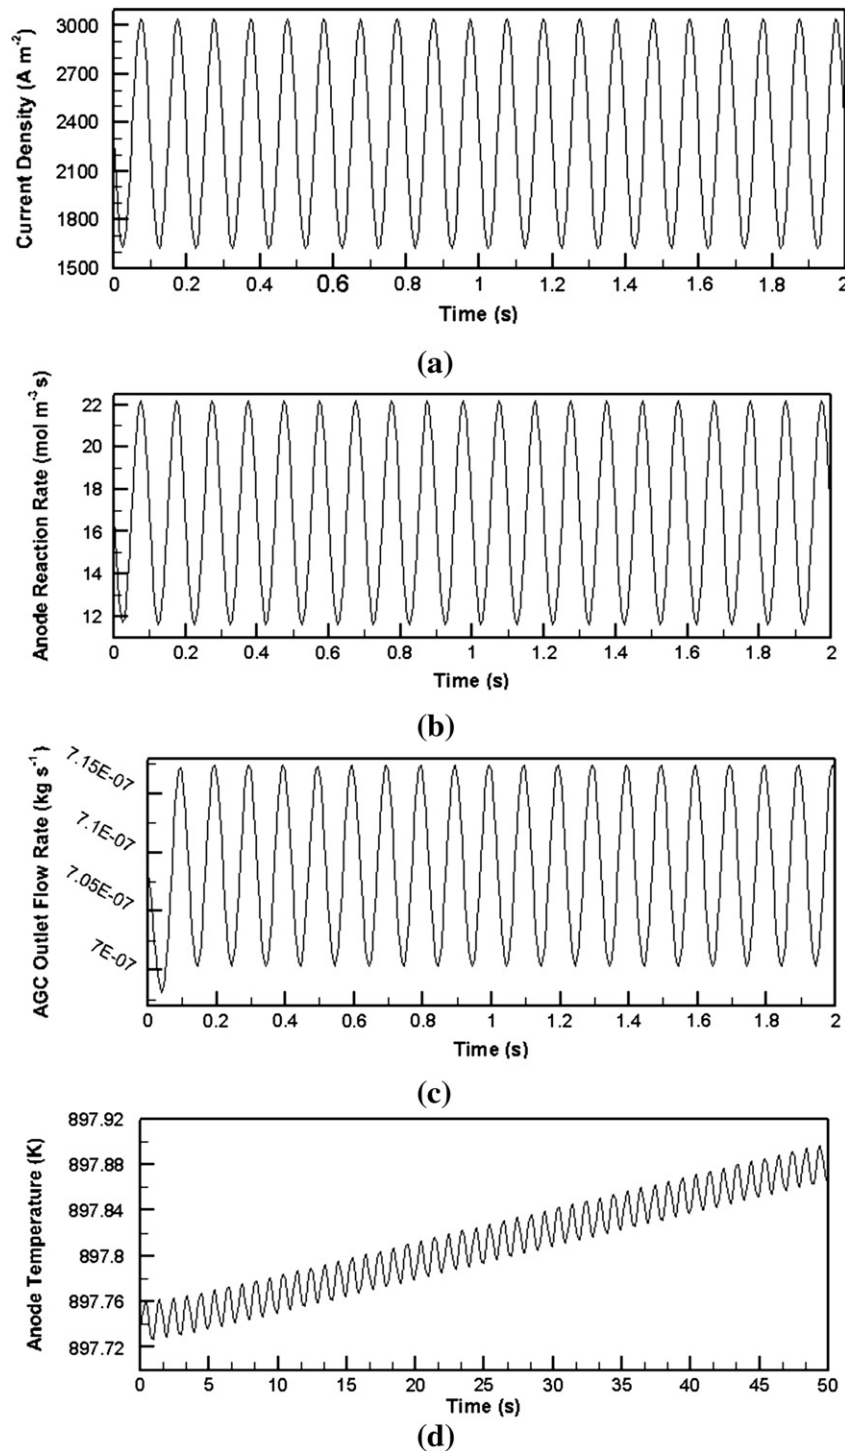 Current Density (A m⁻²)
3000
2700
2400
2100
1800
1500
0 0.2 0.4 0.6 0.8 1 1.2 1.4 1.6 1.8 2
Time (s)
(a)
Anode Reaction Rate (mol m⁻³ s)
22
20
18
16
14
12
0 0.2 0.4 0.6 0.8 1 1.2 1.4 1.6 1.8 2
Time (s)
(b)
AGC Outlet Flow Rate (kg s⁻¹)
7.15E-07
7.1E-07
7.05E-07
7E-07
0 0.2 0.4 0.6 0.8 1 1.2 1.4 1.6 1.8 2
Time (s)
(c)
Anode Temperature (K)
897.92
897.88
897.84
897.8
897.76
897.72
0 5 10 15 20 25 30 35 40 45 50
Time (s)
(d)